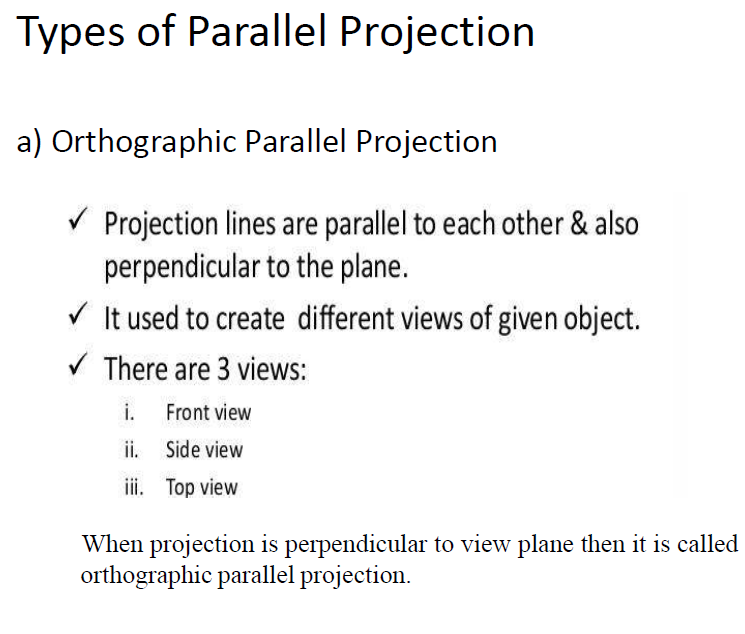 Types of Parallel Projection
a) Orthographic Parallel Projection
✓ Projection lines are parallel to each other & also
perpendicular to the plane.
✓ It used to create different views of given object.
✓ There are 3 views:
i. Front view
ii. Side view
iii. Top view
When projection is perpendicular to view plane then it is called
orthographic parallel projection.